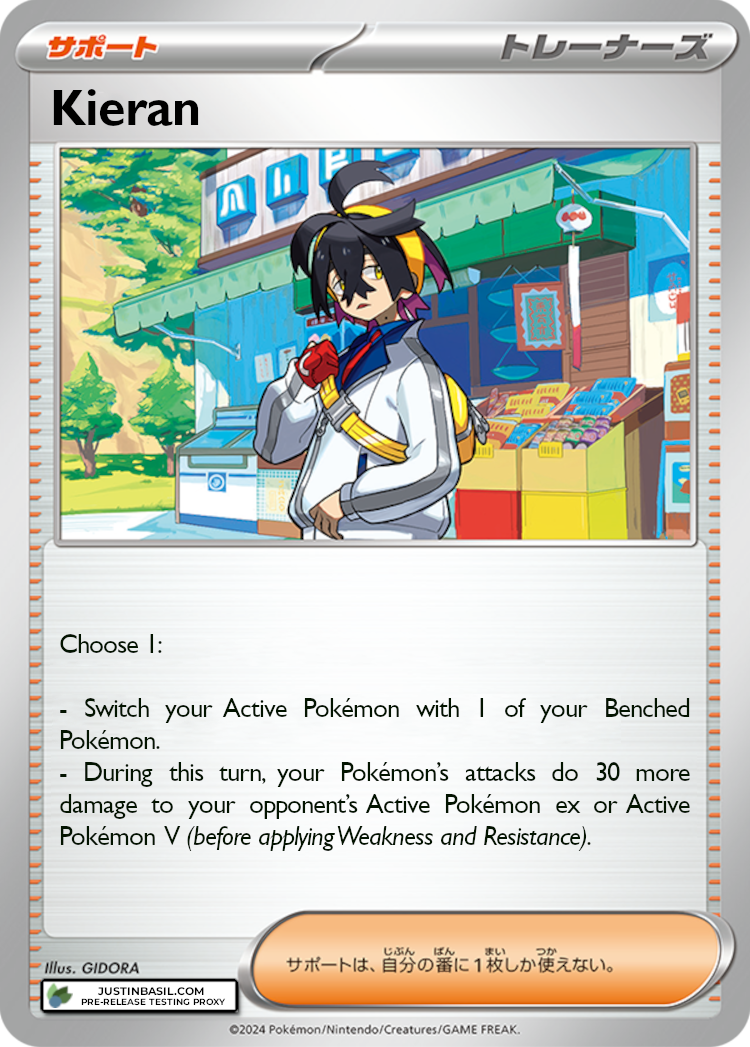 サポート
トレーナーズ
Kieran
Choose 1:
- Switch your Active Pokémon with 1 of your Benched
Pokémon.
- During this turn, your Pokémon's attacks do 30 more
damage to your opponent's Active Pokémon ex or Active
Pokémon V (before applying Weakness and Resistance).
サポートは、自分の番に1枚しか使えない。
Illus. GIDORA
JUSTINBASIL.COM
PRE-RELEASE TESTING PROXY
©2024 Pokémon/Nintendo/Creatures/GAME FREAK.